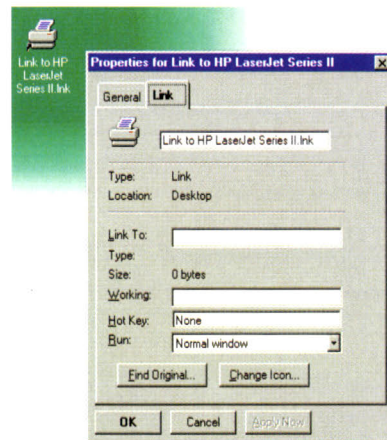 Link to HP
LaserJet
Series II.lnk
Properties for Link to HP LaserJet Series II
General Link
Link to HP LaserJet Series II.lnk
Type: Link
Location: Desktop
Link To:
Type:
Size: 0 bytes
Working:
Hot Key: None
Run: Normal window
Find Original... Change Icon...
OK Cancel Apply Now